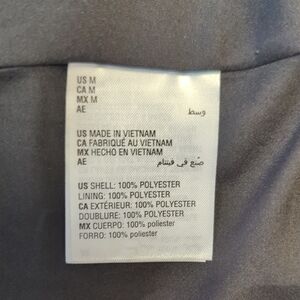 US M
CA M
MX M
AE وسط
US MADE IN VIETNAM
CA FABRIQUÉ AU VIETNAM
MX HECHO EN VIETNAM
AE صنع في فيتنام
US SHELL: 100% POLYESTER
LINING: 100% POLYESTER
CA EXTÉRIEUR: 100% POLYESTER
DOUBLURE: 100% POLYESTER
MX CUERPO: 100% poliester
FORRO: 100% poliester